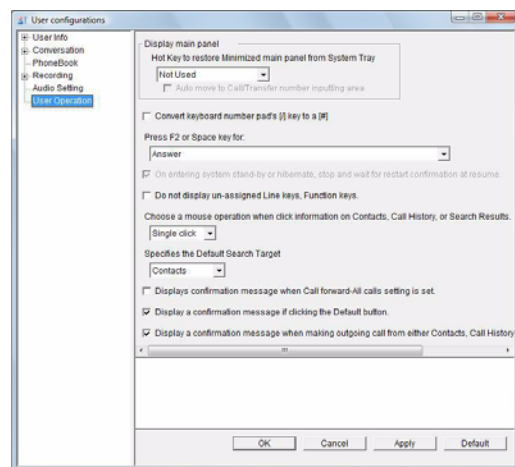 User configurations
User Info
Conversation
PhoneBook
Recording
Audio Setting
User Operation
Display main panel
Hot Key to restore Minimized main panel from System Tray
Not Used
Auto move to Call/Transfer number inputting area
Convert keyboard number pad's [/] key to a [#]
Press F2 or Space key for:
Answer
On entering system stand-by or hibernate, stop and wait for restart confirmation at resume.
Do not display un-assigned Line keys, Function keys.
Choose a mouse operation when click information on Contacts, Call History, or Search Results.
Single click
Specifies the Default Search Target
Contacts
Displays confirmation message when Call forward-All calls setting is set.
Display a confirmation message if clicking the Default button.
Display a confirmation message when making outgoing call from either Contacts, Call History
OK Cancel Apply Default